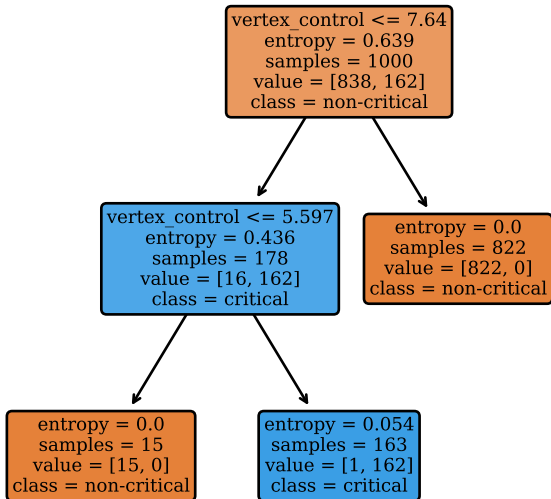 vertex_control <= 7.64
entropy = 0.639
samples = 1000
value = [838, 162]
class = non-critical
vertex_control <= 5.597
entropy = 0.436
samples = 178
value = [16, 162]
class = critical
entropy = 0.0
samples = 822
value = [822, 0]
class = non-critical
entropy = 0.0
samples = 15
value = [15, 0]
class = non-critical
entropy = 0.054
samples = 163
value = [1, 162]
class = critical